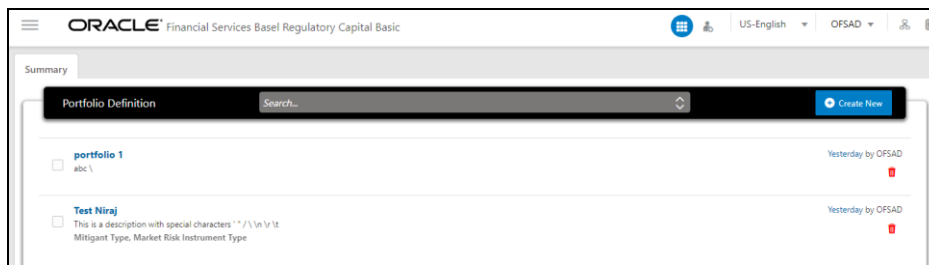 ORACLE® Financial Services Basel Regulatory Capital Basic US-English OFSAD
Summary
Portfolio Definition Search... Create New
portfolio 1 Yesterday by OFSAD
abc \
Test Niraj Yesterday by OFSAD
This is a description with special characters ' " / \ \n \r \t
Mitigant Type, Market Risk Instrument Type